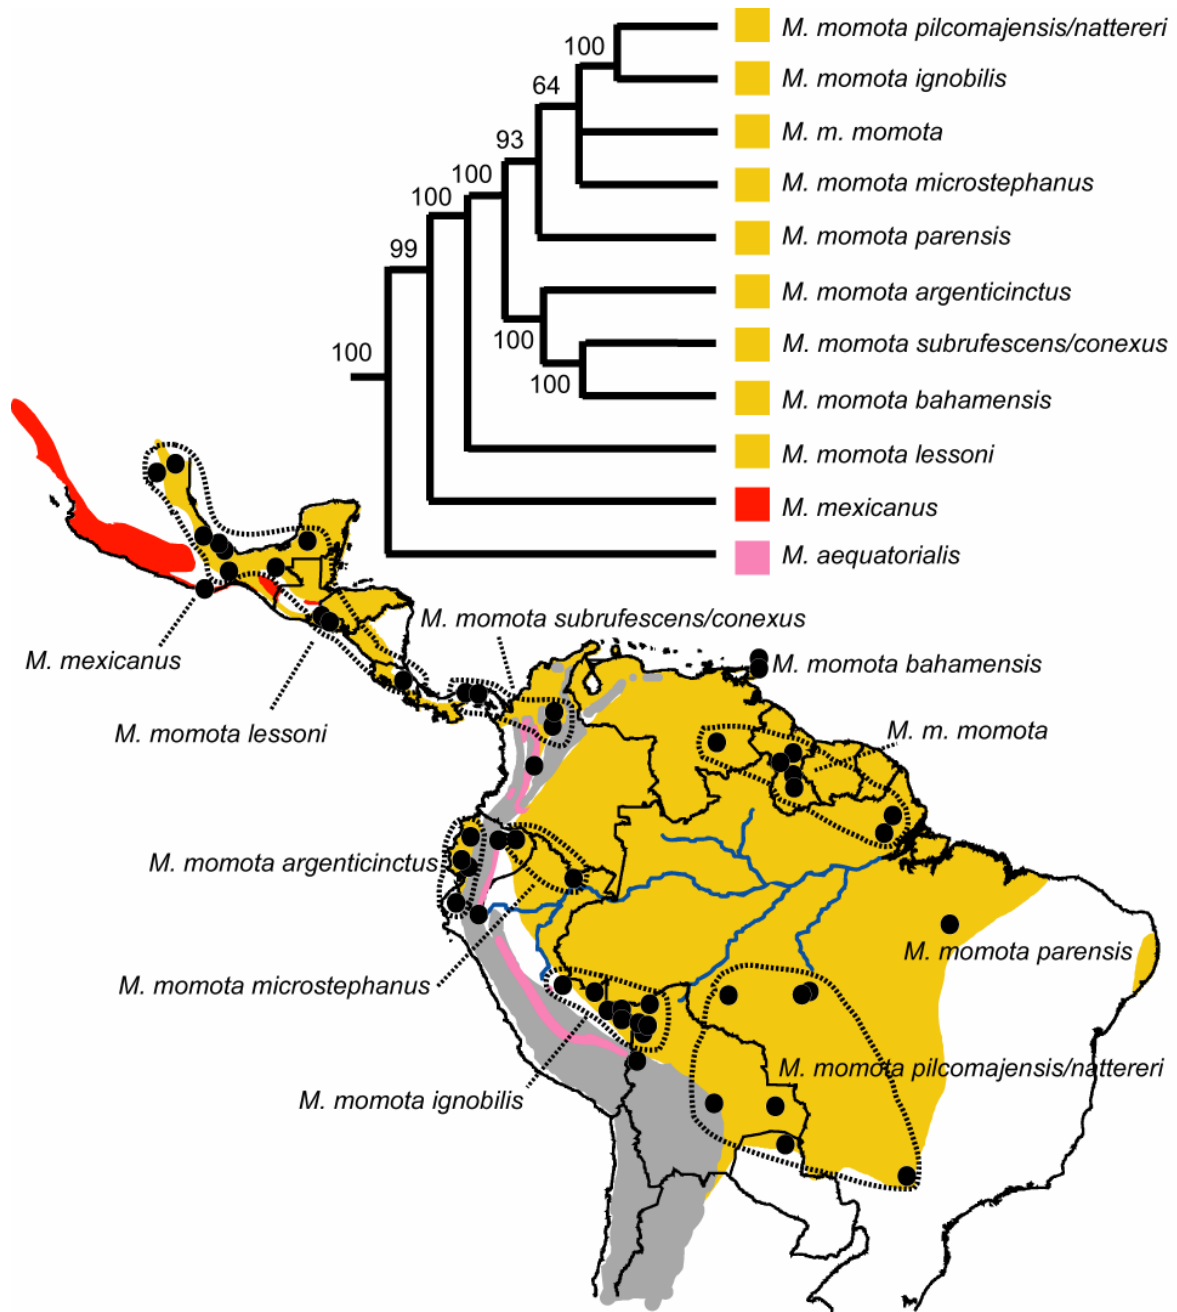 100
M. momota pilcomajensis/nattereri
64
M. momota ignobilis
93
M. m. momota
100
M. momota microstephanus
100
99
M. momota parensis
M. momota argenticinctus
100
100
M. momota subrufescens/conexus
100
M. momota bahamensis
M. momota lessoni
M. mexicanus
M. aequatorialis
M. momota subrufescens/conexus
M. mexicanus
M. momota bahamensis
M. momota lessoni
M. m. momota
M. momota argenticinctus
M. momota parensis
M. momota microstephanus
M. momota pilcomajensis/nattereri
M. momota ignobilis